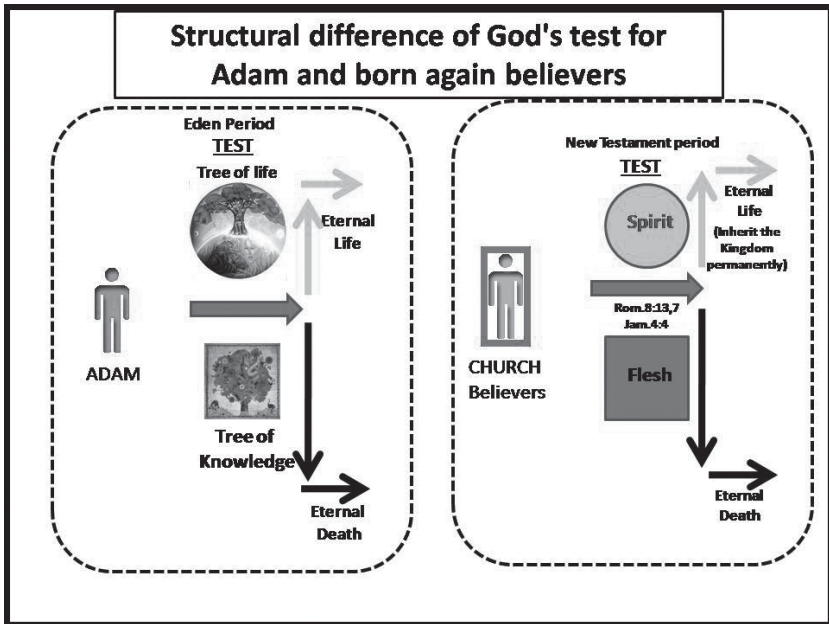 Structural difference of God's test for
Adam and born again believers
Eden Period
TEST
Tree of life
Eternal
Life
ADAM
Tree of
Knowledge
Eternal
Death
New Testament period
TEST
Spirit
Eternal
Life
(Inherit the
Kingdom
permanently)
Rom.8:13,7
Jam.4:4
CHURCH
Believers
Flesh
Eternal
Death